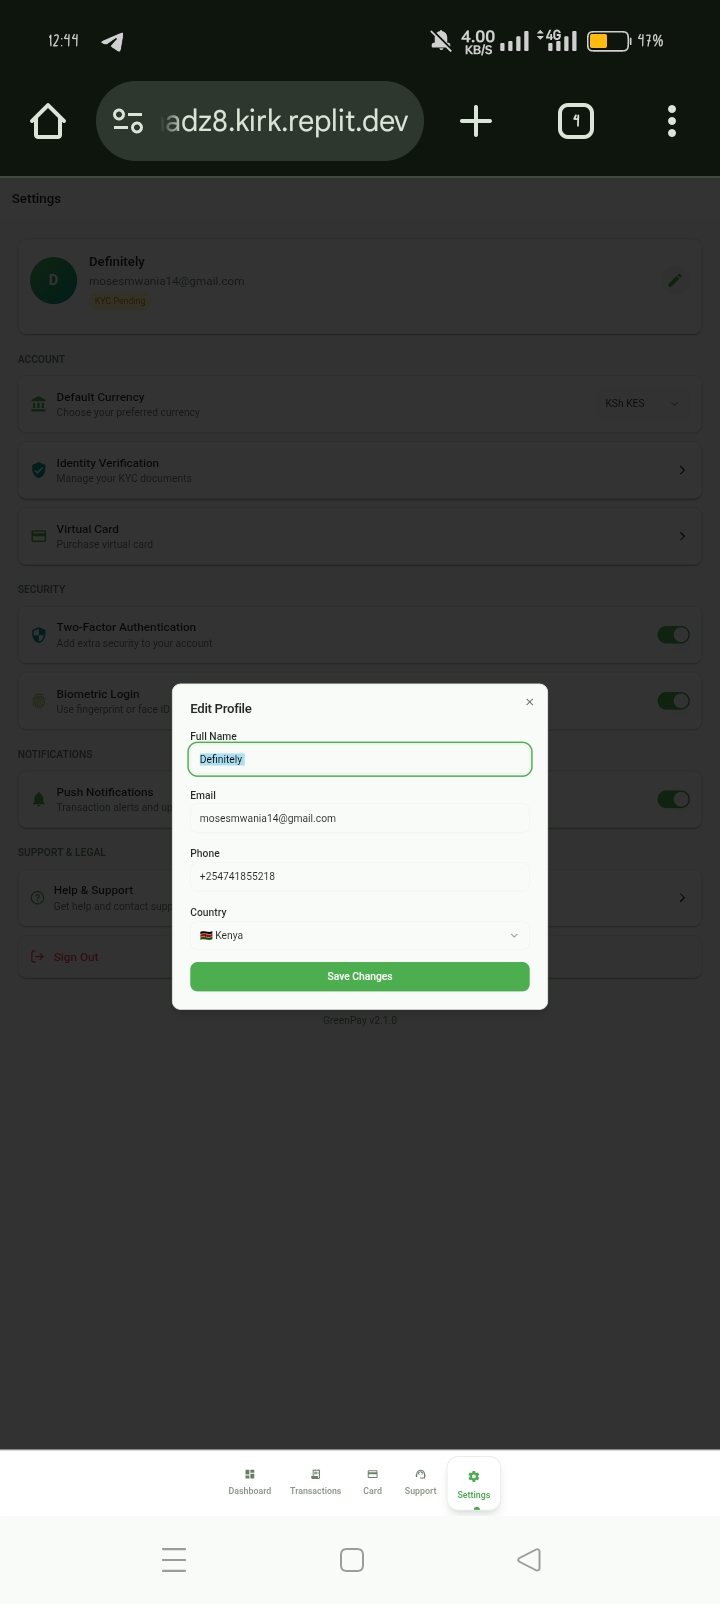 12:44
4.00
KB/S
4G
47%
adz8.kirk.replit.dev
4
Settings
D
Definitely
mosesmwania14@gmail.com
KYC Pending
ACCOUNT
Default Currency
Choose your preferred currency
KSh KES
Identity Verification
Manage your KYC documents
Virtual Card
Purchase virtual card
SECURITY
Two-Factor Authentication
Add extra security to your account
Biometric Login
Use fingerprint or face ID
NOTIFICATIONS
Push Notifications
Transaction alerts and up
SUPPORT & LEGAL
Help & Support
Get help and contact supp
Sign Out
Edit Profile
Full Name
Definitely
Email
mosesmwania14@gmail.com
Phone
+254741855218
Country
🇰🇪 Kenya
Save Changes
GreenPay v2.1.0
Dashboard
Transactions
Card
Support
Settings